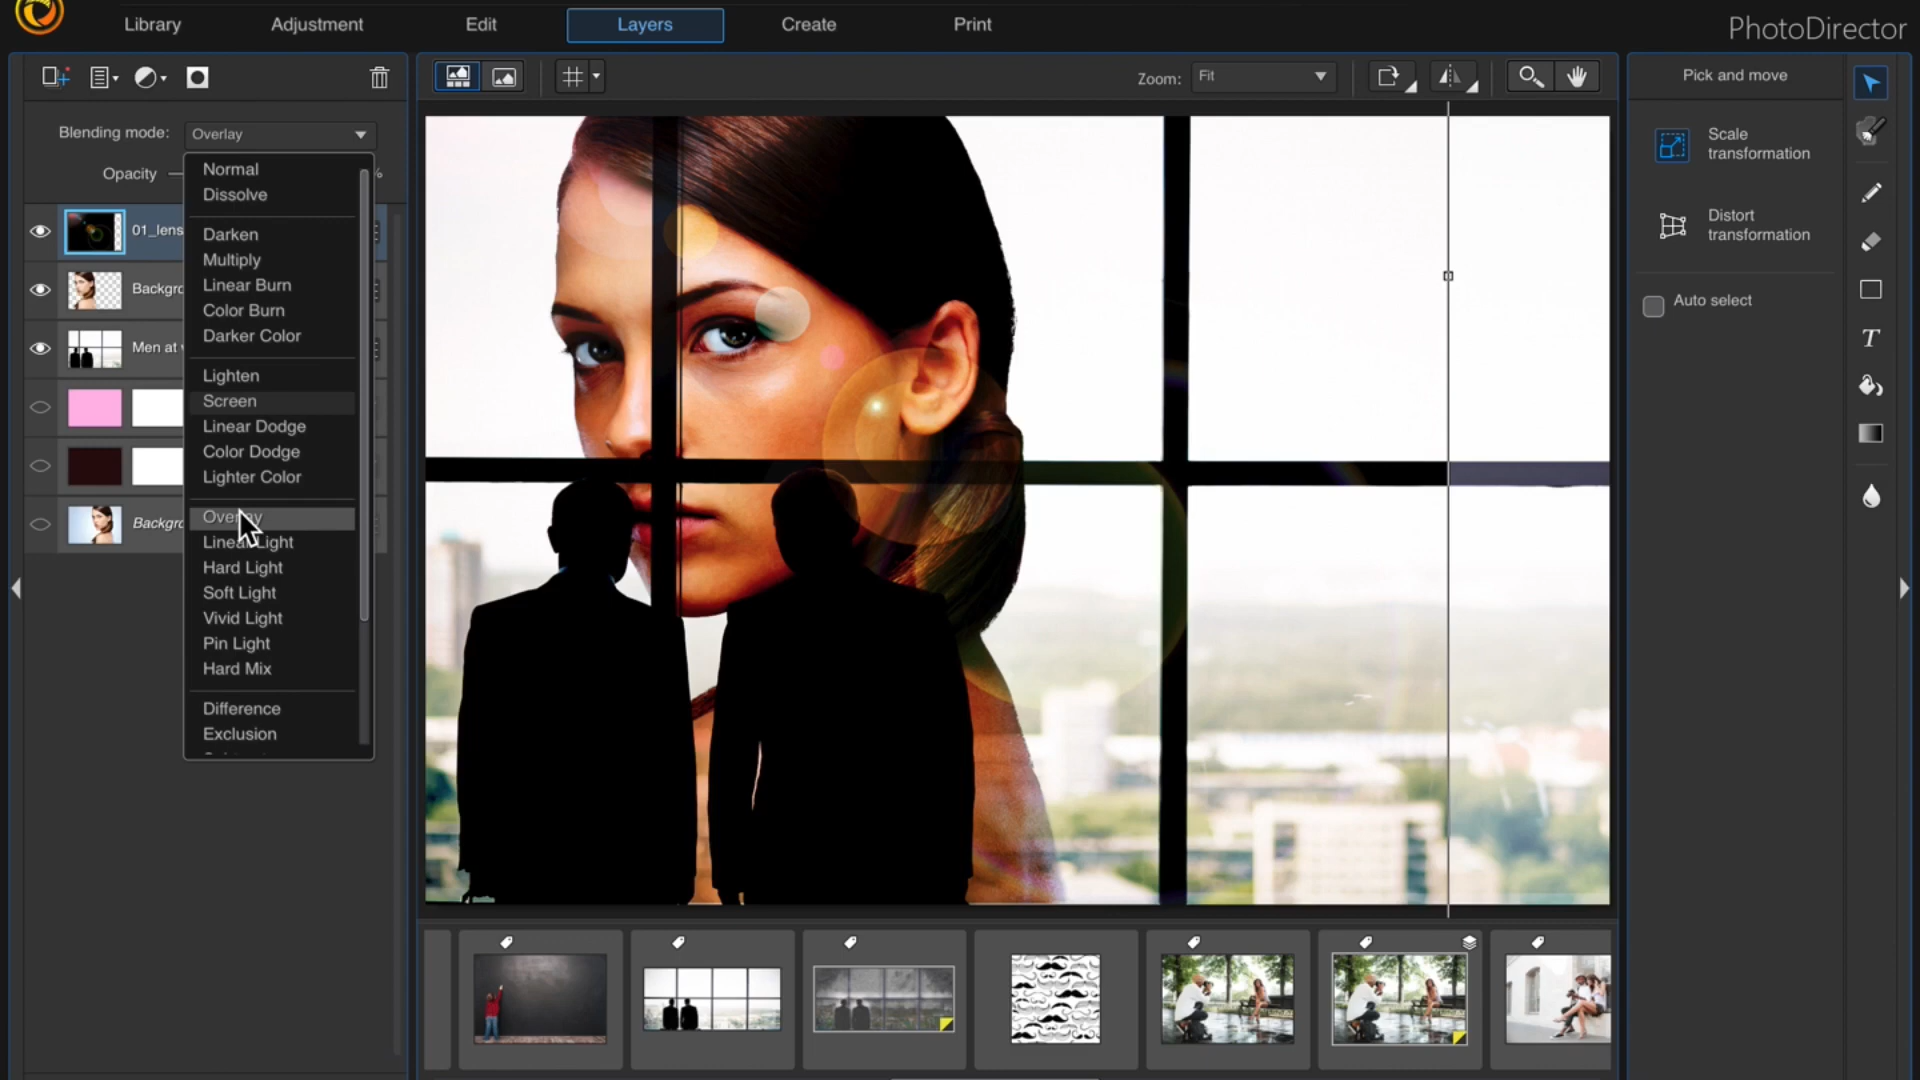 Library
Adjustment
Edit
Layers
Create
Print
PhotoDirector
Zoom:
Fit
Pick and move
Blending mode:
Overlay
Opacity
%
Normal
Dissolve
Darken
Multiply
Linear Burn
Color Burn
Darker Color
Lighten
Screen
Linear Dodge
Color Dodge
Lighter Color
Overlay
Linear Light
Hard Light
Soft Light
Vivid Light
Pin Light
Hard Mix
Difference
Exclusion
01_lens
Backgro
Men at
Backgro
Scale
transformation
Distort
transformation
Auto select
T